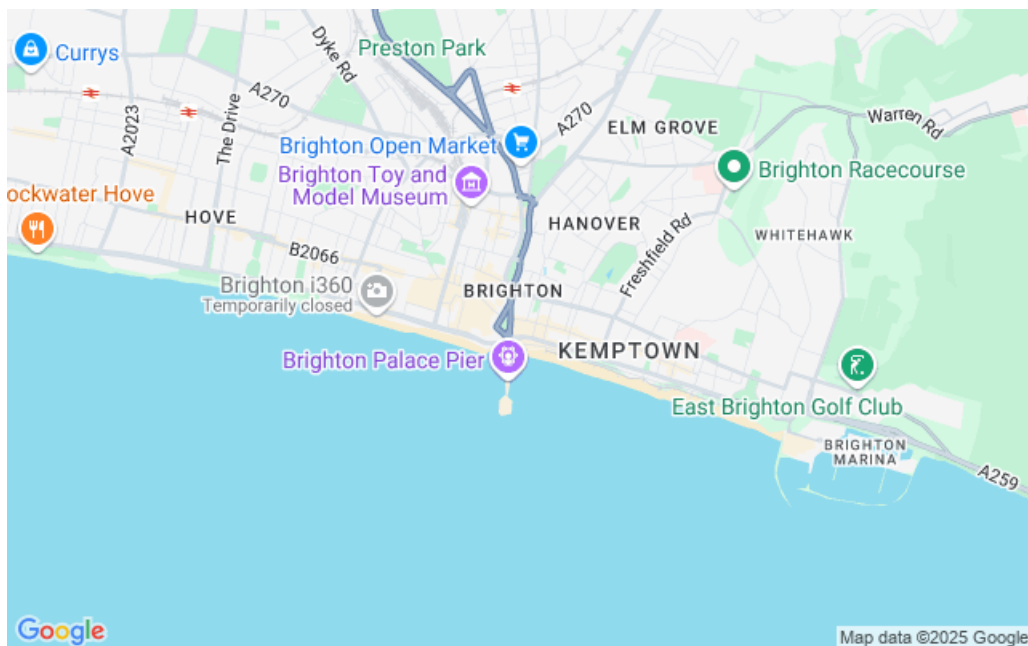 Currys
Dyke Rd
Preston Park
A270
A2023
The Drive
A270
ELM GROVE
Warren Rd
Brighton Open Market
Brighton Toy and
Model Museum
Brighton Racecourse
ockwater Hove
HOVE
HANOVER
Freshfield Rd
WHITEHAWK
B2066
Brighton i360
Temporarily closed
BRIGHTON
Brighton Palace Pier
KEMPTOWN
East Brighton Golf Club
BRIGHTON
MARINA
A259
Google
Map data ©2025 Google